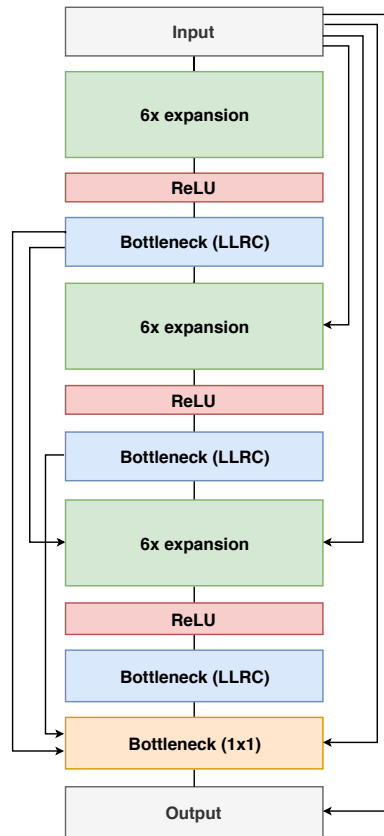 Input
6x expansion
ReLU
Bottleneck (LLRC)
6x expansion
ReLU
Bottleneck (LLRC)
6x expansion
ReLU
Bottleneck (LLRC)
Bottleneck (1x1)
Output